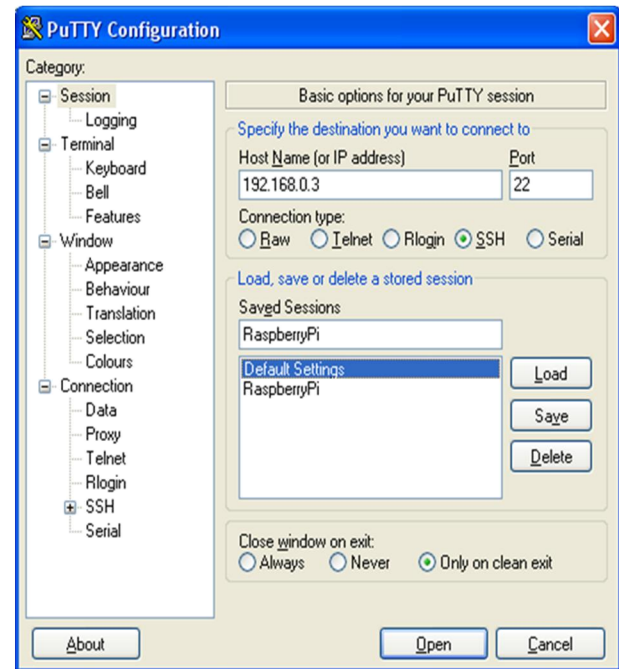 PuTTY Configuration
Category:
Session
Logging
Terminal
Keyboard
Bell
Features
Window
Appearance
Behaviour
Translation
Selection
Colours
Connection
Data
Proxy
Telnet
Rlogin
SSH
Serial
Basic options for your PuTTY session
Specify the destination you want to connect to
Host Name (or IP address) Port
192.168.0.3 22
Connection type:
Raw Telnet Rlogin SSH Serial
Load, save or delete a stored session
Saved Sessions
RaspberryPi
Default Settings
RaspberryPi
Load
Save
Delete
Close window on exit:
Always Never Only on clean exit
About Open Cancel